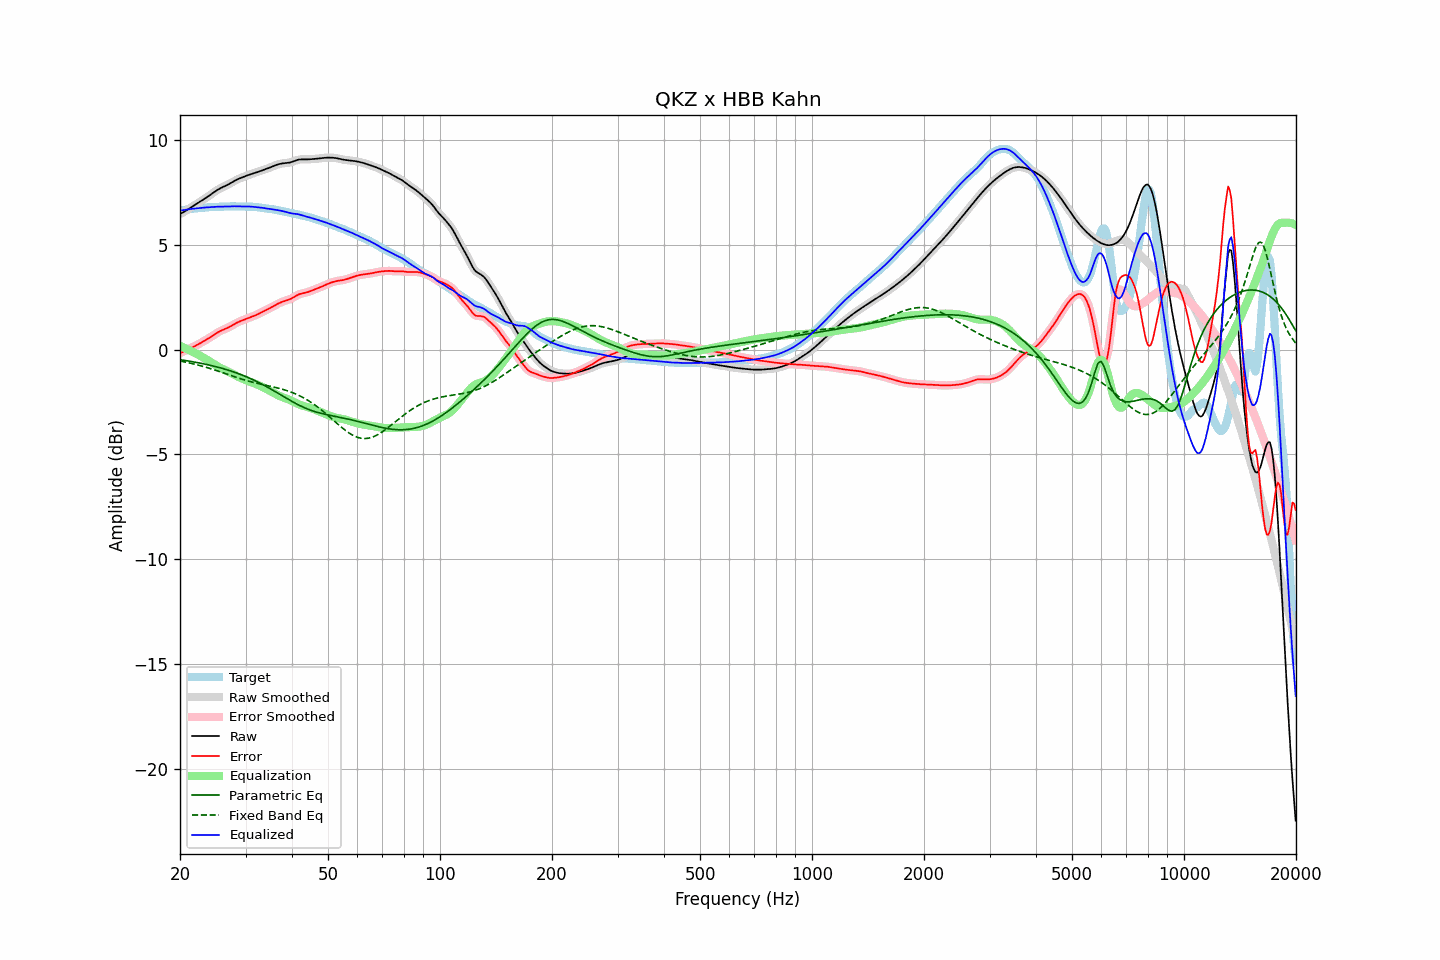 QKZ x HBB Kahn
Amplitude (dBr)
10
5
0
−5
−10
−15
−20
Target
Raw Smoothed
Error Smoothed
Raw
Error
Equalization
Parametric Eq
Fixed Band Eq
Equalized
20 50 100 200 500 1000 2000 5000 10000 20000
Frequency (Hz)